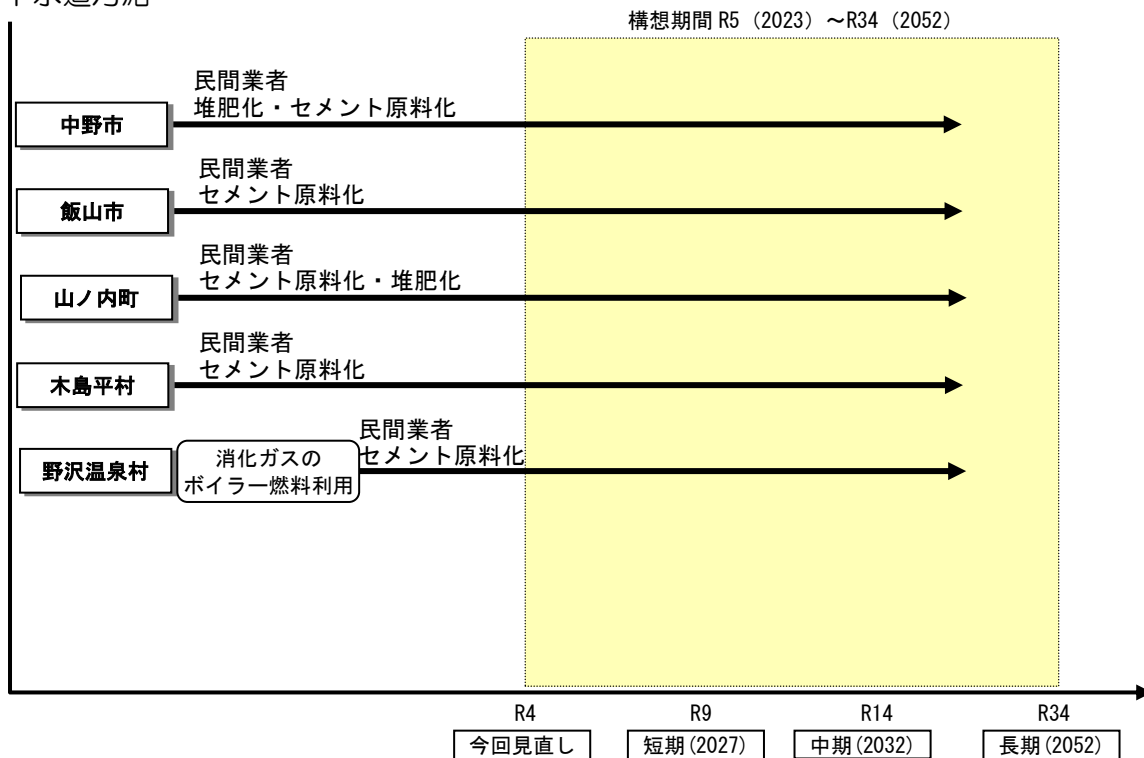 下水道汚泥
構想期間 R5（2023）～R34（2052）
民間業者
堆肥化・セメント原料化
中野市
民間業者
セメント原料化
飯山市
民間業者
セメント原料化・堆肥化
山ノ内町
民間業者
セメント原料化
木島平村
民間業者
セメント原料化
野沢温泉村
消化ガスの
ボイラー燃料利用
R4 R9 R14 R34
今回見直し 短期(2027) 中期(2032) 長期(2052)